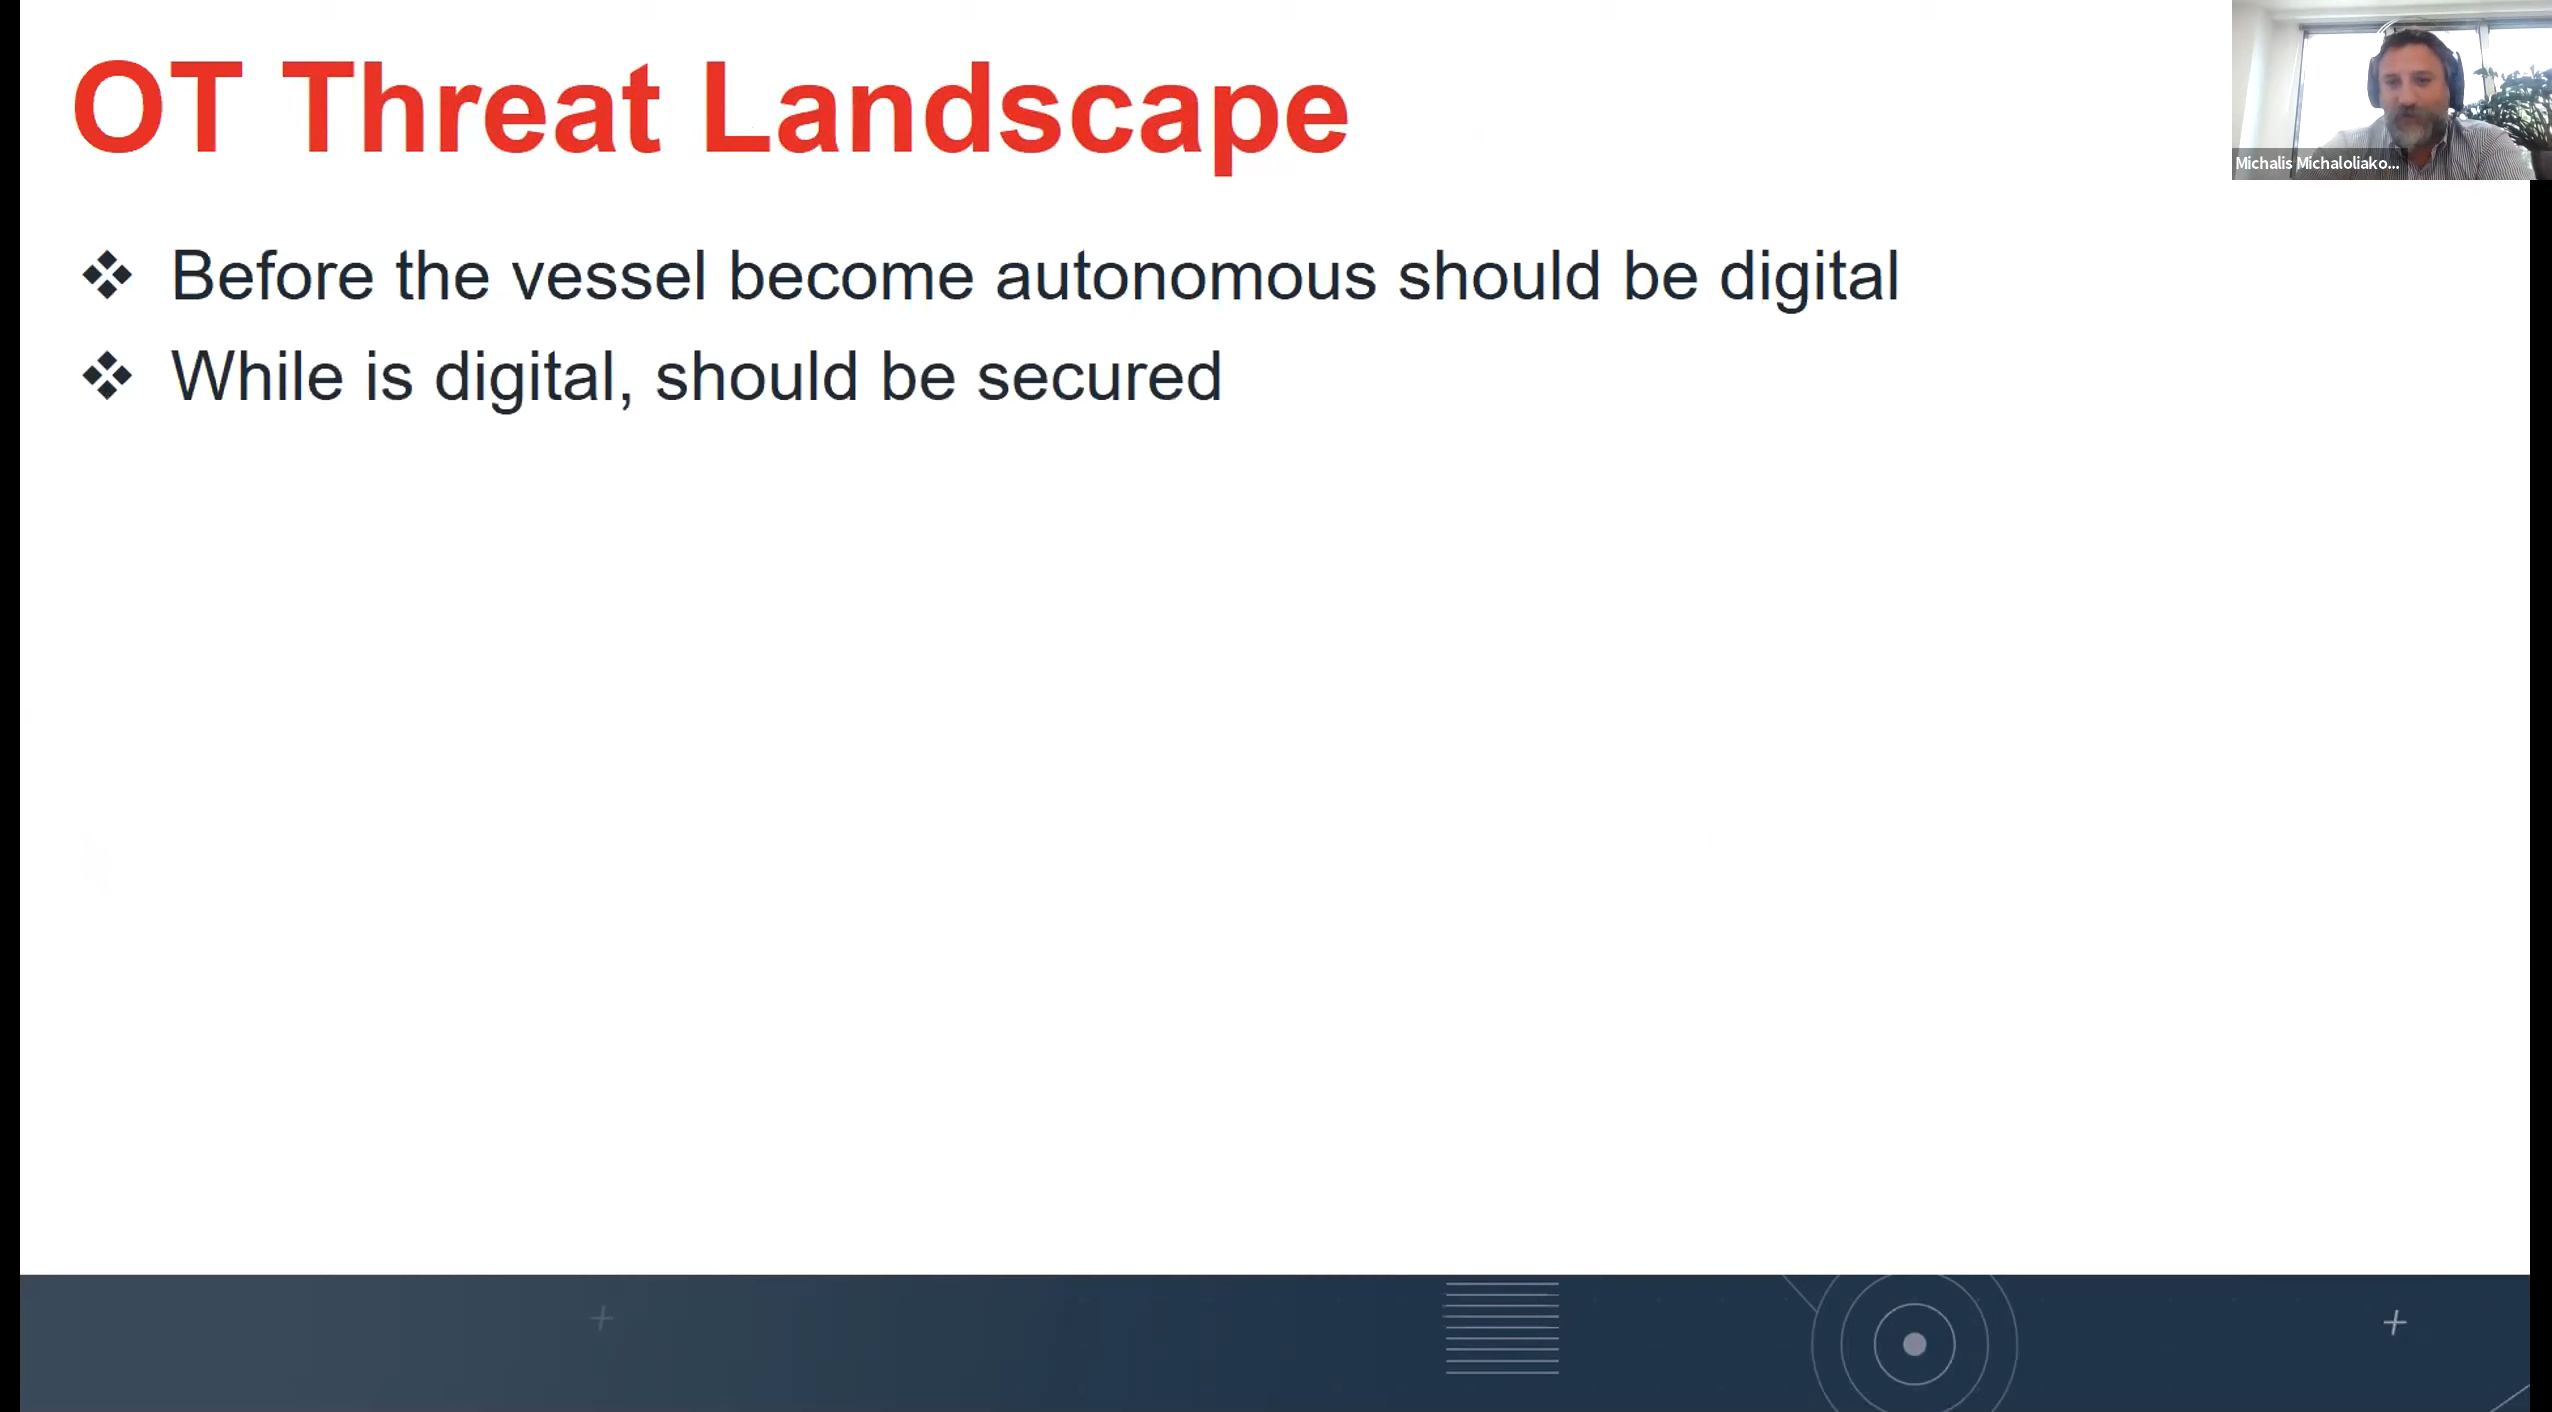 OT Threat Landscape
Before the vessel become autonomous should be digital
While is digital, should be secured
Michalis Michaloliako...